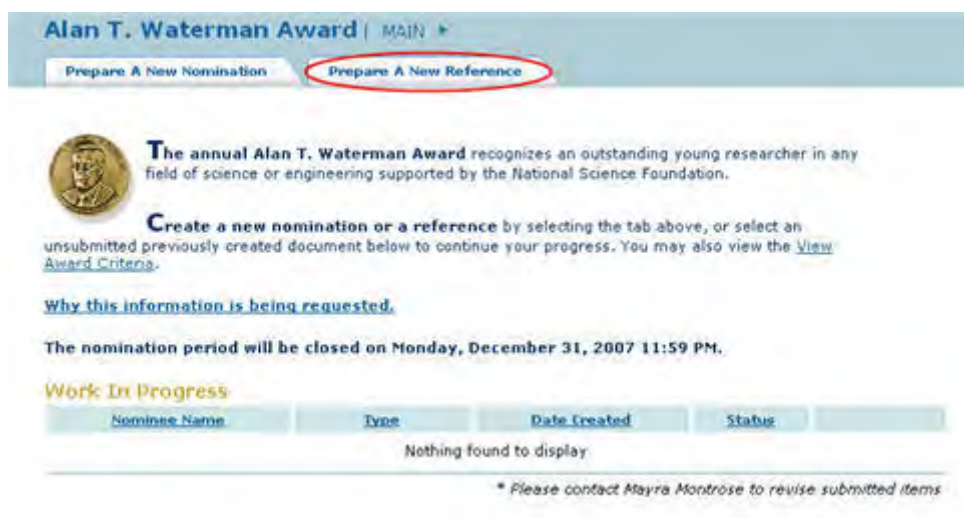 Alan T. Waterman Award | MAIN
Prepare A New Nomination
Prepare A New Reference
The annual Alan T. Waterman Award recognizes an outstanding young researcher in any
field of science or engineering supported by the National Science Foundation.
Create a new nomination or a reference by selecting the tab above, or select an
unsubmitted previously created document below to continue your progress. You may also view the View
Award Criteria.
Why this information is being requested.
The nomination period will be closed on Monday, December 31, 2007 11:59 PM.
Work In Progress
Nominee Name Type Date Created Status
Nothing found to display
* Please contact Mayra Montrose to revise submitted items